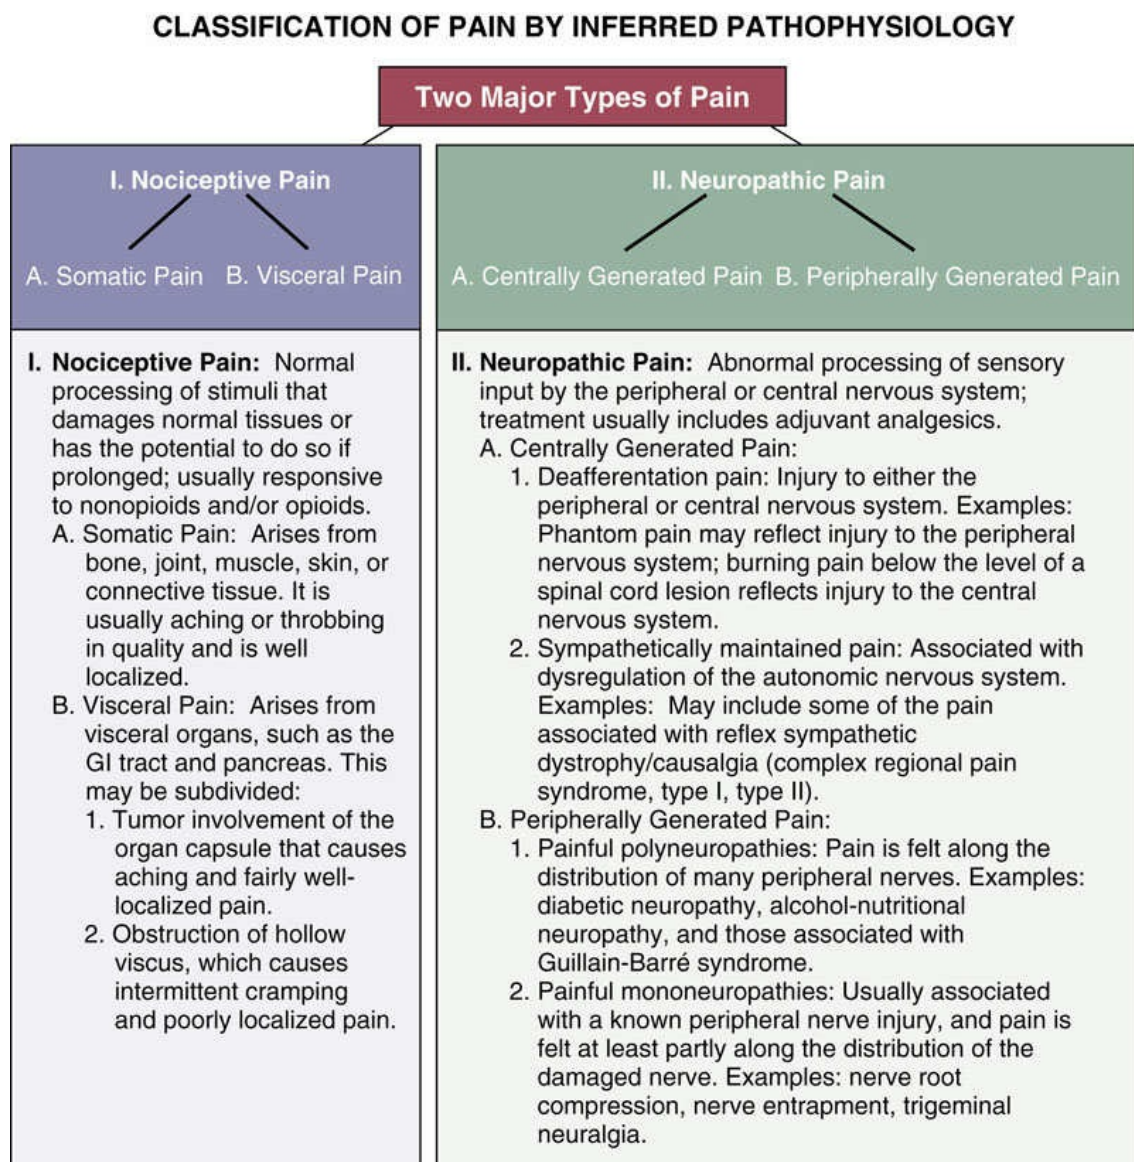 CLASSIFICATION OF PAIN BY INFERRED PATHOPHYSIOLOGY
Two Major Types of Pain
I. Nociceptive Pain
A. Somatic Pain B. Visceral Pain
I. Nociceptive Pain: Normal
processing of stimuli that
damages normal tissues or
has the potential to do so if
prolonged; usually responsive
to nonopioids and/or opioids.
A. Somatic Pain: Arises from
bone, joint, muscle, skin, or
connective tissue. It is
usually aching or throbbing
in quality and is well
localized.
B. Visceral Pain: Arises from
visceral organs, such as the
GI tract and pancreas. This
may be subdivided:
1. Tumor involvement of the
organ capsule that causes
aching and fairly well-
localized pain.
2. Obstruction of hollow
viscus, which causes
intermittent cramping
and poorly localized pain.
II. Neuropathic Pain
A. Centrally Generated Pain B. Peripherally Generated Pain
II. Neuropathic Pain: Abnormal processing of sensory
input by the peripheral or central nervous system;
treatment usually includes adjuvant analgesics.
A. Centrally Generated Pain:
1. Deafferentation pain: Injury to either the
peripheral or central nervous system. Examples:
Phantom pain may reflect injury to the peripheral
nervous system; burning pain below the level of a
spinal cord lesion reflects injury to the central
nervous system.
2. Sympathetically maintained pain: Associated with
dysregulation of the autonomic nervous system.
Examples: May include some of the pain
associated with reflex sympathetic
dystrophy/causalgia (complex regional pain
syndrome, type I, type II).
B. Peripherally Generated Pain:
1. Painful polyneuropathies: Pain is felt along the
distribution of many peripheral nerves. Examples:
diabetic neuropathy, alcohol-nutritional
neuropathy, and those associated with
Guillain-Barré syndrome.
2. Painful mononeuropathies: Usually associated
with a known peripheral nerve injury, and pain is
felt at least partly along the distribution of the
damaged nerve. Examples: nerve root
compression, nerve entrapment, trigeminal
neuralgia.